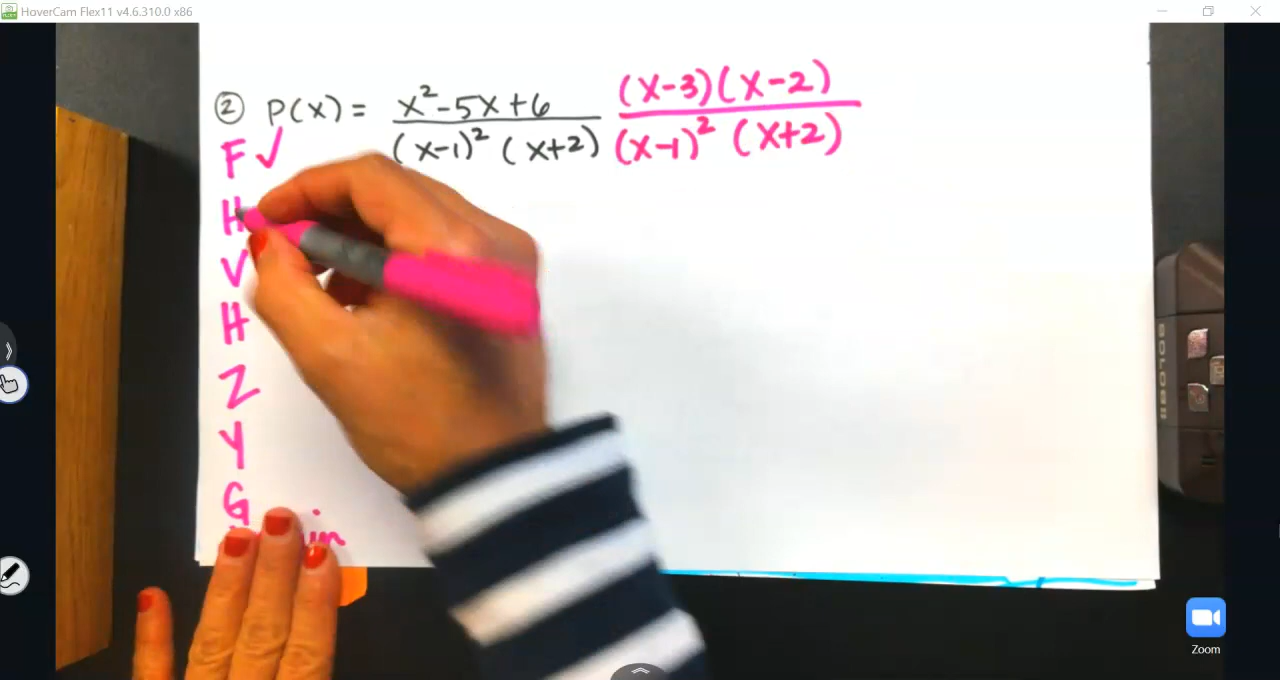 HoverCam Flex11 v4.6.310.0 x86
② P(x) = x²-5x+6 / (x-1)² (x+2) (x-3)(x-2) / (x-1)² (x+2)
F ✓
H
V
H
Z
Y
G
Zoom